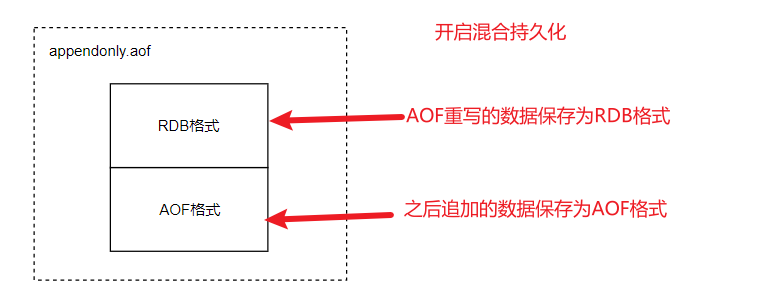 开启混合持久化
appendonly.aof
RDB格式
AOF重写的数据保存为RDB格式
AOF格式
之后追加的数据保存为AOF格式